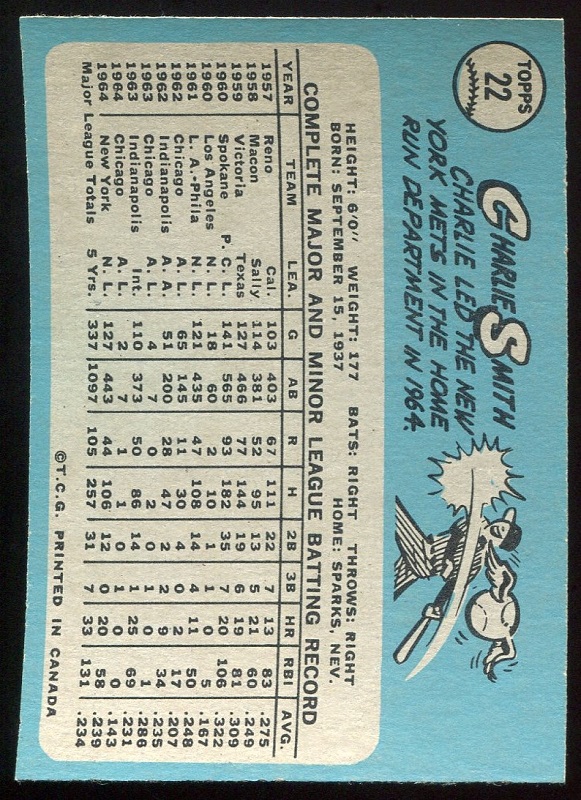 TOPPS
22
CHARLIE SMITH
CHARLIE LED THE NEW
YORK METS IN THE HOME
RUN DEPARTMENT IN 1964.
HEIGHT: 6'0" WEIGHT: 177 BATS: RIGHT THROWS: RIGHT
BORN: SEPTEMBER 15, 1937 HOME: SPARKS, NEV.
COMPLETE MAJOR AND MINOR LEAGUE BATTING RECORD
YEAR TEAM LEA. G AB R H 2B 3B HR RBI AVG.
1957 Reno Cal. 103 403 67 111 22 7 13 83 .275
1958 Macon Sally 114 381 52 95 13 5 21 60 .249
1959 Victoria Texas 127 466 77 144 19 6 19 81 .309
1960 Spokane P. C. L. 141 565 93 182 35 7 20 106 .322
1960 Los Angeles N. L. 18 60 2 10 1 1 0 5 .167
1961 L. A.-Phila N. L. 121 435 47 108 14 4 11 50 .248
1962 Chicago A. L. 65 145 11 30 4 0 2 17 .207
1962 Indianapolis A. A. 51 200 28 47 2 2 9 34 .235
1963 Chicago A. L. 4 7 0 2 0 1 0 1 .286
1963 Indianapolis Int. 110 373 50 86 14 1 25 69 .231
1964 Chicago A. L. 2 7 1 1 0 1 0 0 .143
1964 New York N. L. 127 443 44 106 12 0 20 58 .239
Major League Totals 5 Yrs. 337 1097 105 257 31 7 33 131 .234
©T.C.G. PRINTED IN CANADA